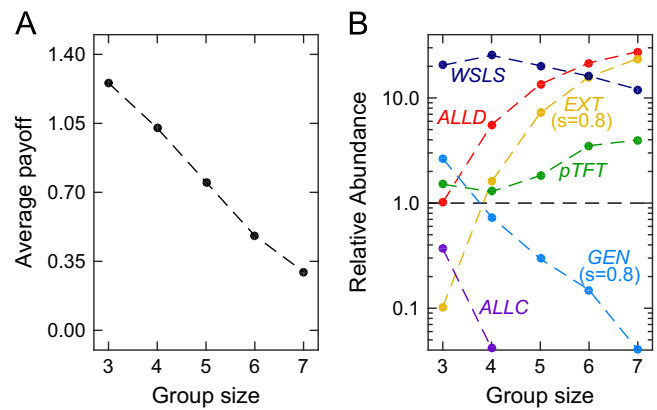 A
Average payoff
1.40
1.05
0.70
0.35
0.00
3 4 5 6 7
Group size
B
Relative Abundance
10.0
1.0
0.1
WSLS
ALLD
EXT
(s=0.8)
pTFT
GEN
(s=0.8)
ALLC
3 4 5 6 7
Group size